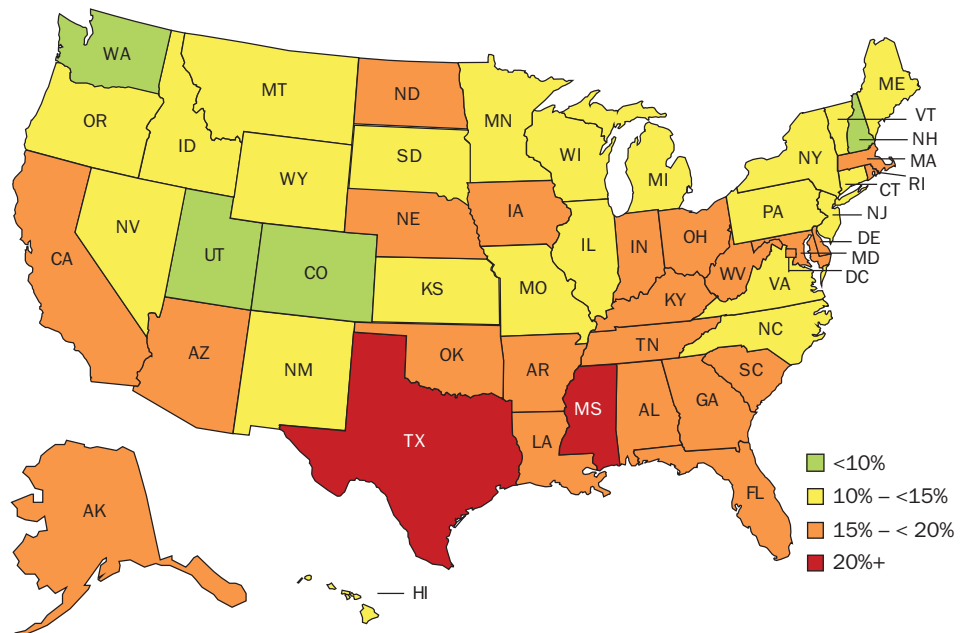 WA
MT
ND
MN
ME
VT
NH
MA
RI
CT
NJ
DE
MD
DC
OR
ID
WY
SD
WI
MI
NY
PA
NV
UT
CO
NE
IA
IL
IN
OH
WV
VA
CA
KS
MO
KY
NC
AZ
NM
OK
AR
TN
SC
TX
LA
MS
AL
GA
FL
AK
HI
<10%
10% – <15%
15% – < 20%
20%+